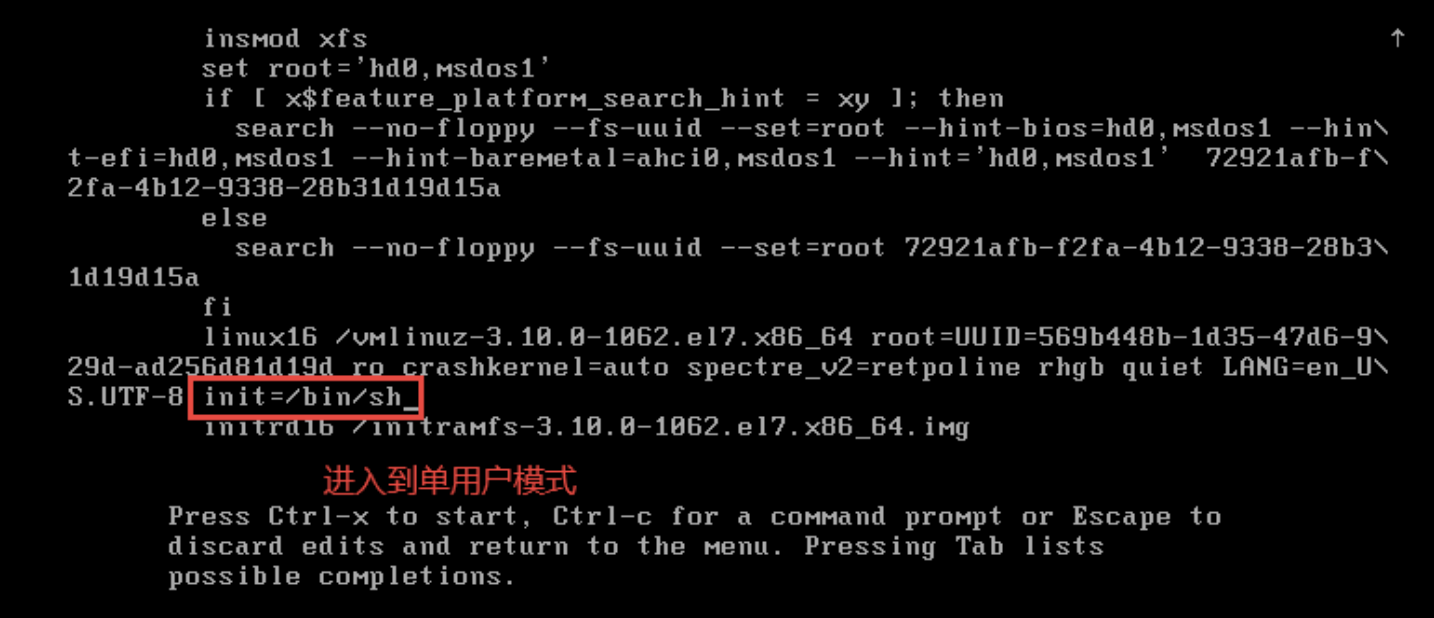 insmod xfs ↑
set root='hd0,msdos1'
if [ x$feature_platform_search_hint = xy ]; then
search --no-floppy --fs-uuid --set=root --hint-bios=hd0,msdos1 --hin\
t-efi=hd0,msdos1 --hint-baremetal=ahci0,msdos1 --hint='hd0,msdos1'  72921afb-f\
2fa-4b12-9338-28b31d19d15a
else
search --no-floppy --fs-uuid --set=root 72921afb-f2fa-4b12-9338-28b3\
1d19d15a
fi
linux16 /vmlinuz-3.10.0-1062.el7.x86_64 root=UUID=569b448b-1d35-47d6-9\
29d-ad256d81d19d ro crashkernel=auto spectre_v2=retpoline rhgb quiet LANG=en_U\
S.UTF-8 init=/bin/sh_
initrd16 /initramfs-3.10.0-1062.el7.x86_64.img
进入到单用户模式
Press Ctrl-x to start, Ctrl-c for a command prompt or Escape to
discard edits and return to the menu. Pressing Tab lists
possible completions.